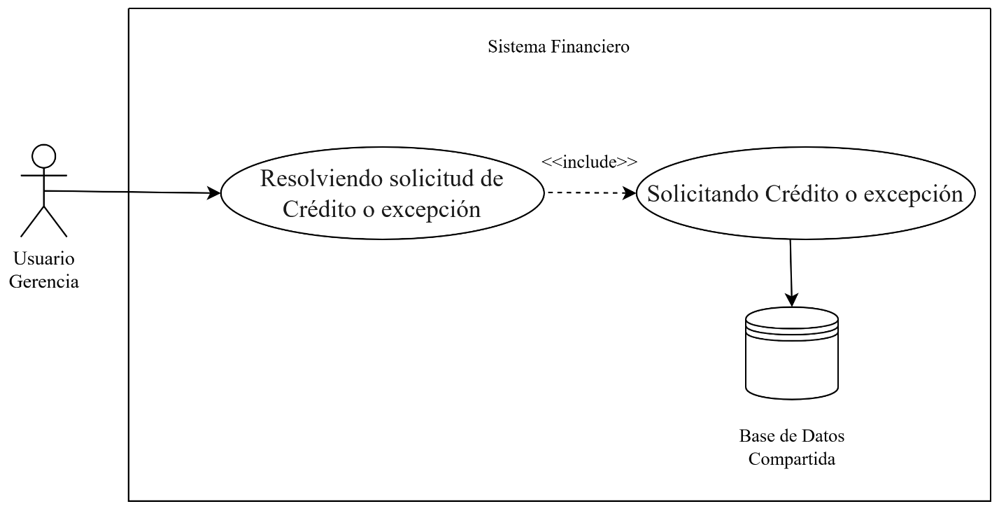 Sistema Financiero
<<include>>
Resolviendo solicitud de
Crédito o excepción
Solicitando Crédito o excepción
Usuario
Gerencia
Base de Datos
Compartida